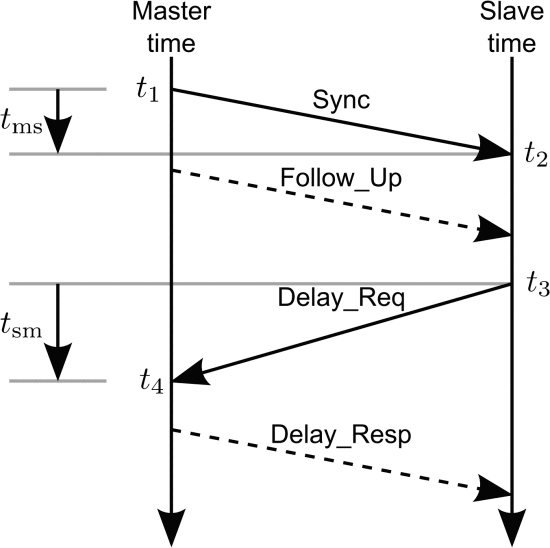 Master
time
Slave
time
t1
Sync
tms
t2
Follow_Up
t3
Delay_Req
tsm
t4
Delay_Resp